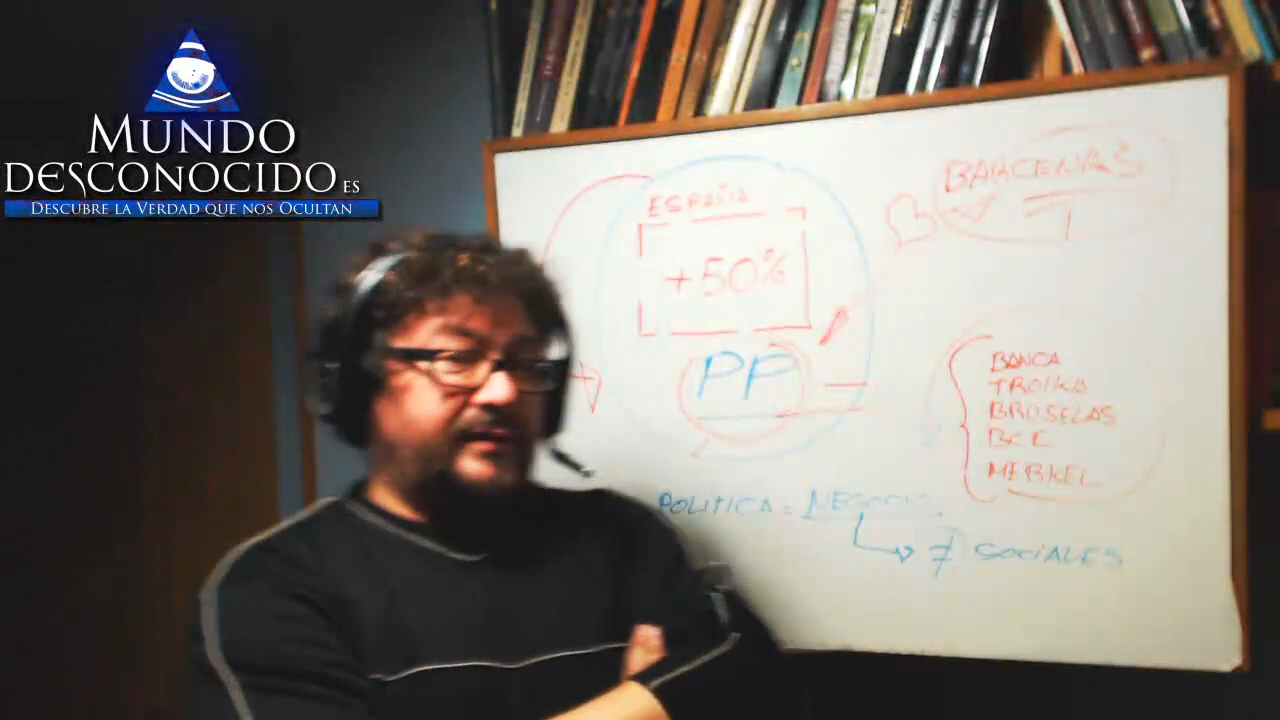 MUNDO
DESCONOCIDO.ES
DESCUBRE LA VERDAD QUE NOS OCULTAN
BARCENAS
ESPAÑA
+50%
PP
BANCA
TROIKA
BRUSELAS
BCE
MERKEL
POLITICA = NEGOCIO
≠ SOCIALES